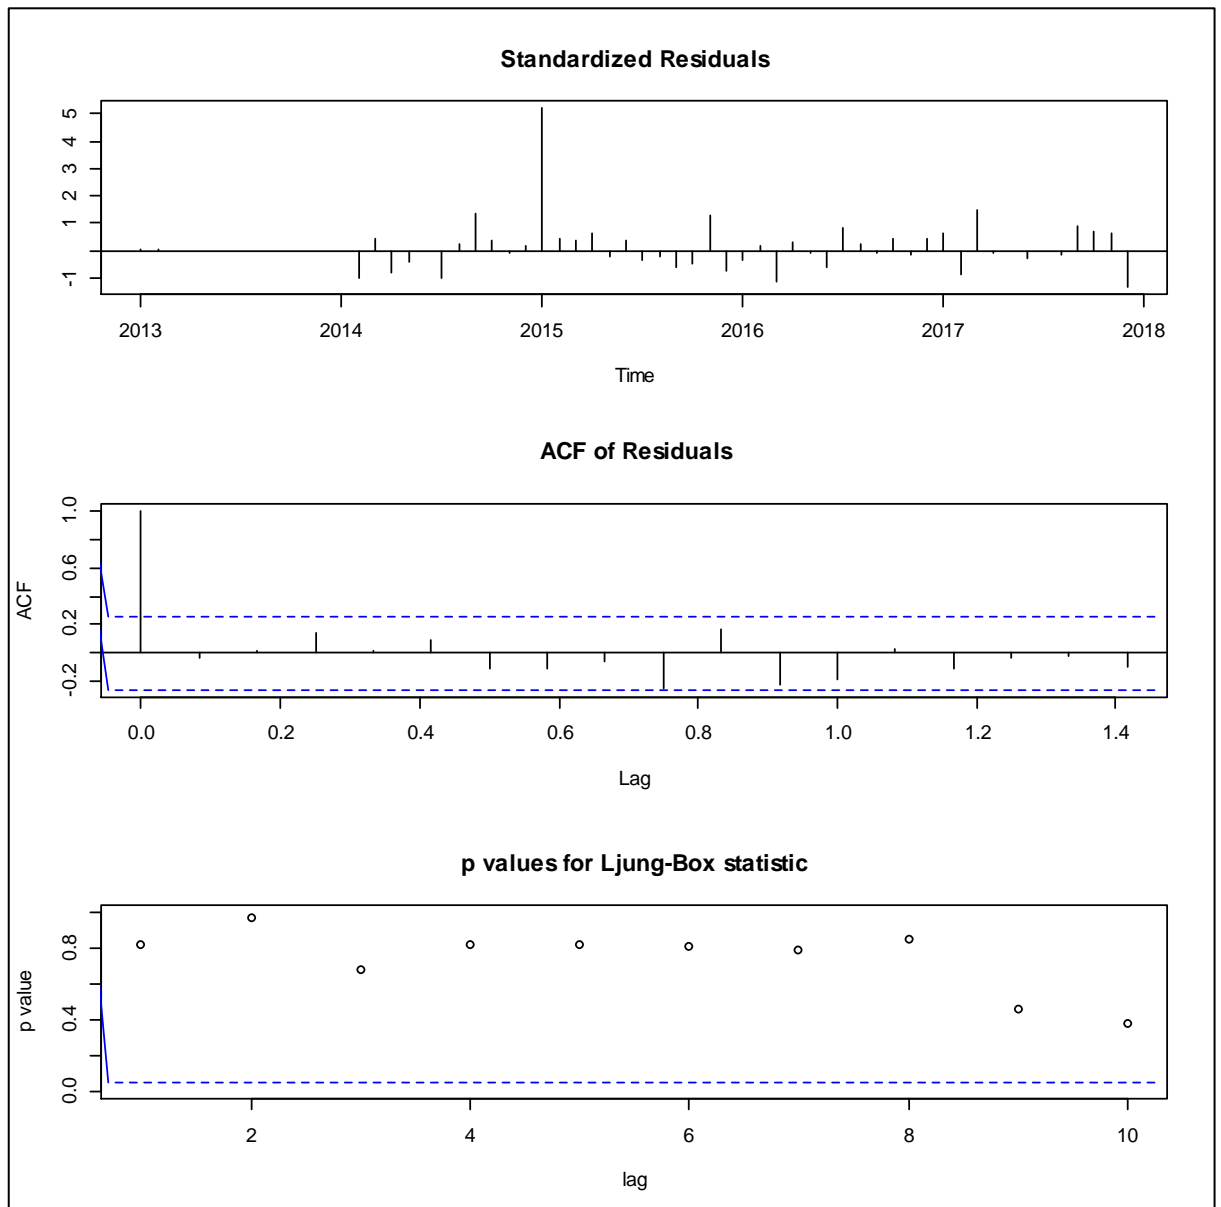 Standardized Residuals
5
4
3
2
1
-1
2013 2014 2015 2016 2017 2018
Time
ACF of Residuals
1.0
0.6
0.2
-0.2
ACF
0.0 0.2 0.4 0.6 0.8 1.0 1.2 1.4
Lag
p values for Ljung-Box statistic
0.8
0.4
0.0
p value
2 4 6 8 10
lag